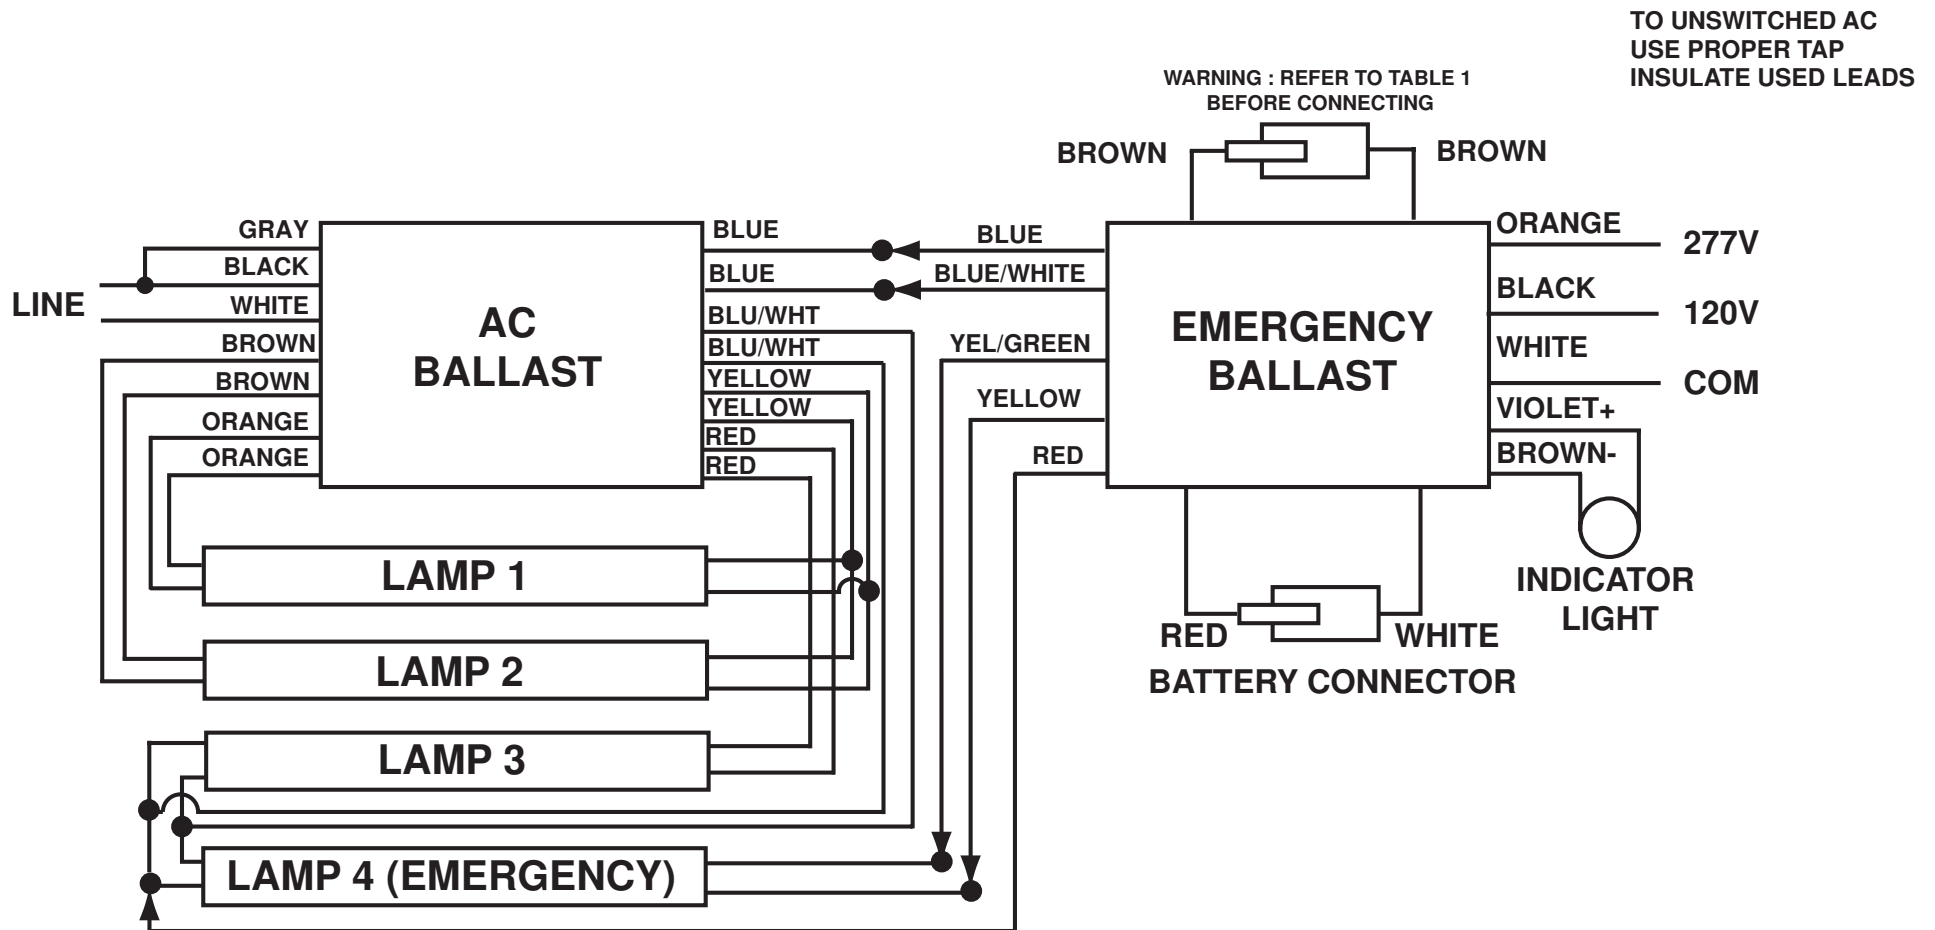 TO UNSWITCHED AC
USE PROPER TAP
INSULATE USED LEADS
WARNING : REFER TO TABLE 1
BEFORE CONNECTING
BROWN
BROWN
LINE
GRAY
BLACK
WHITE
BROWN
BROWN
ORANGE
ORANGE
AC
BALLAST
BLUE
BLUE
BLU/WHT
BLU/WHT
YELLOW
YELLOW
RED
RED
BLUE
BLUE/WHITE
YEL/GREEN
YELLOW
RED
EMERGENCY
BALLAST
ORANGE
277V
BLACK
120V
WHITE
COM
VIOLET+
BROWN-
INDICATOR
LIGHT
RED
WHITE
BATTERY CONNECTOR
LAMP 1
LAMP 2
LAMP 3
LAMP 4 (EMERGENCY)